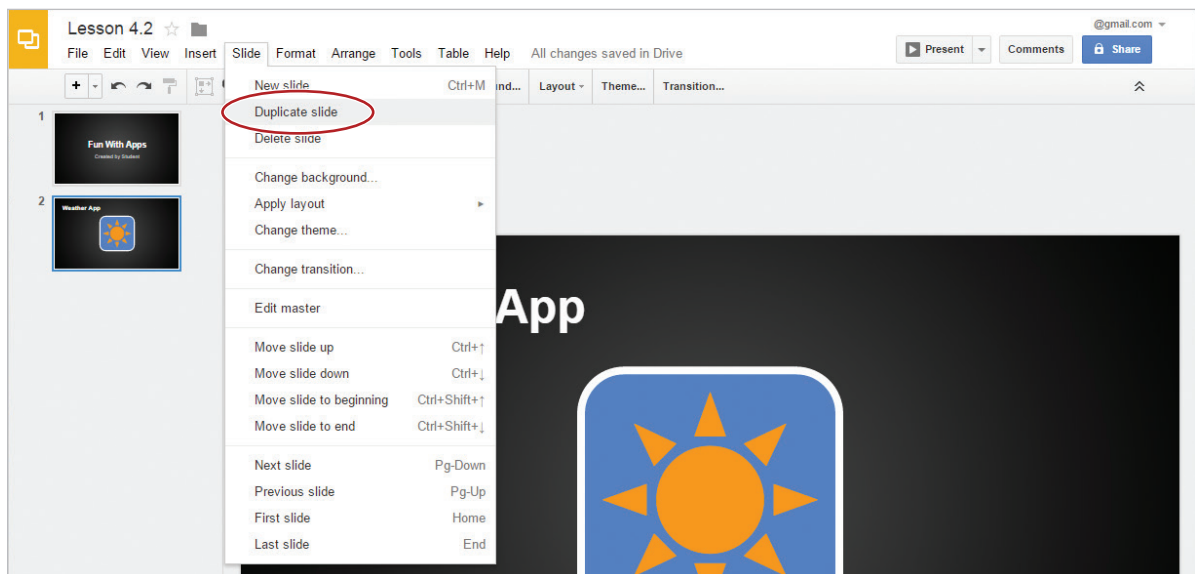 Lesson 4.2
@gmail.com
File Edit View Insert Slide Format Arrange Tools Table Help All changes saved in Drive
Present Comments Share
Layout Theme... Transition...
New slide Ctrl+M
Duplicate slide
Delete slide
Change background...
Apply layout
Change theme...
Change transition...
Edit master
Move slide up Ctrl+↑
Move slide down Ctrl+↓
Move slide to beginning Ctrl+Shift+↑
Move slide to end Ctrl+Shift+↓
Next slide Pg-Down
Previous slide Pg-Up
First slide Home
Last slide End
1
Fun With Apps
Created by Student
2
Weather App
App